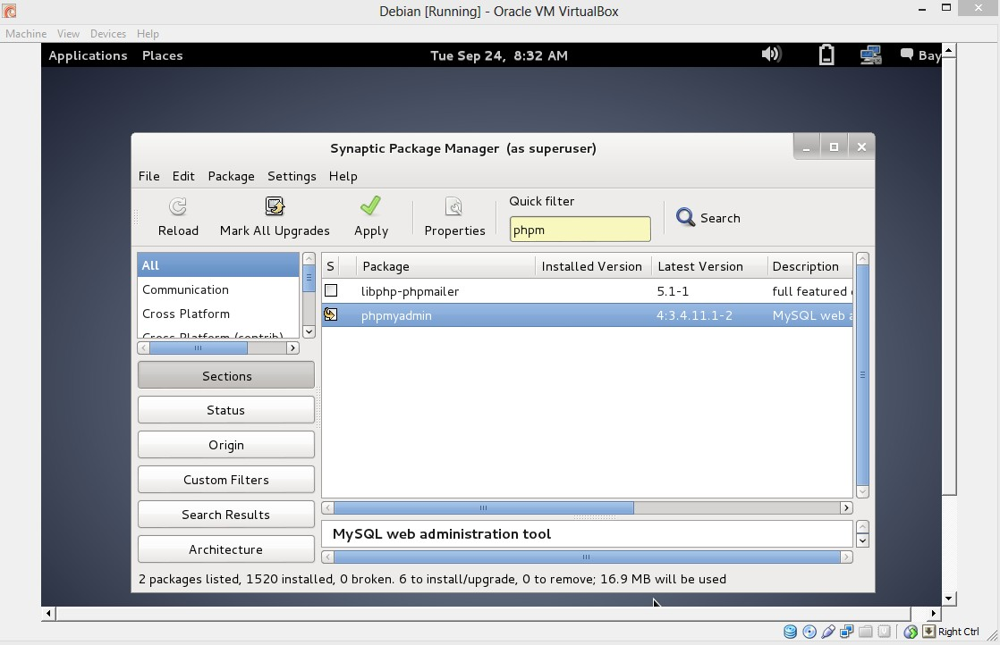 Debian [Running] - Oracle VM VirtualBox
Machine View Devices Help
Applications Places Tue Sep 24, 8:32 AM Bay
Synaptic Package Manager (as superuser)
File Edit Package Settings Help
Quick filter
Reload Mark All Upgrades Apply Properties phpm Search
All
Communication
Cross Platform
Cross Platform (contrib)
S Package Installed Version Latest Version Description
libphp-phpmailer 5.1-1 full featured
phpmyadmin 4:3.4.11.1-2 MySQL web a
Sections
Status
Origin
Custom Filters
Search Results
Architecture
MySQL web administration tool
2 packages listed, 1520 installed, 0 broken. 6 to install/upgrade, 0 to remove; 16.9 MB will be used
Right Ctrl